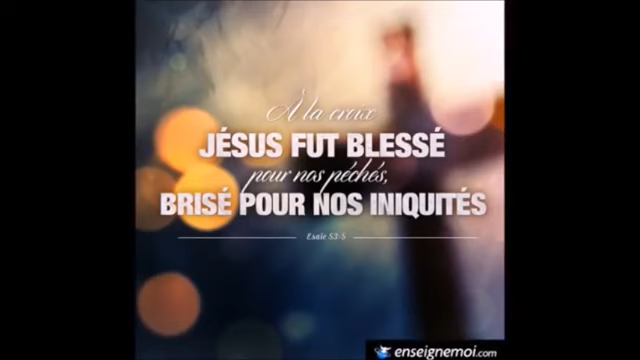 À la croix
JÉSUS FUT BLESSÉ
pour nos péchés,
BRISÉ POUR NOS INIQUITÉS
Esaïe 53-5
enseignemoi.com